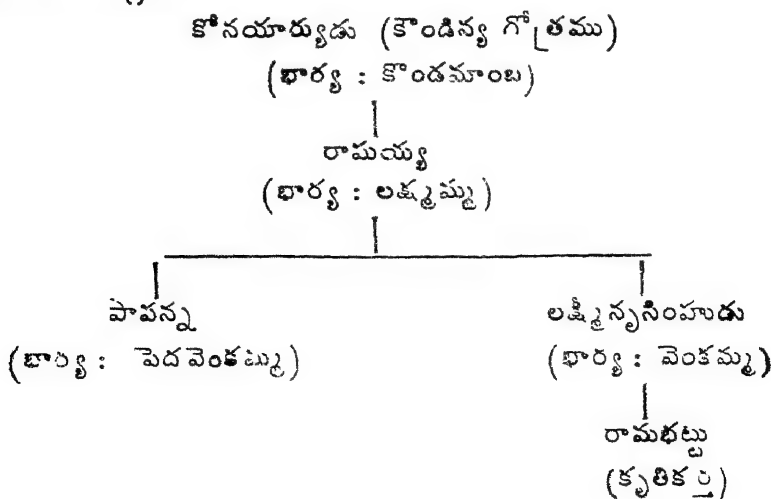 కోనయార్యుడు (కౌండిన్య గోత్రము)
(భార్య : కొండమాంబ)
రామయ్య
(భార్య : లక్ష్మమ్మ)
పాపన్న లక్ష్మీనృసింహుడు
(భార్య : పెదవెంకమ్మ) (భార్య : వెంకమ్మ)
రామభట్టు
(కృతికర్త)